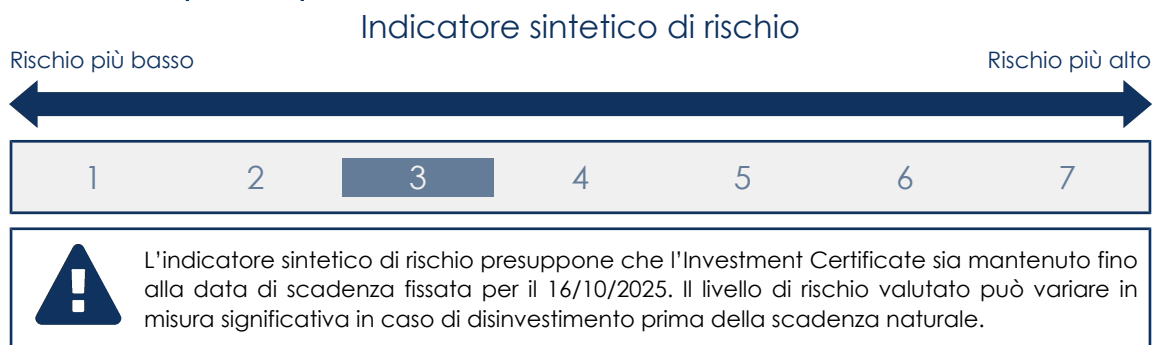 Indicatore sintetico di rischio
Rischio più basso
Rischio più alto
1 2 3 4 5 6 7
L'indicatore sintetico di rischio presuppone che l'Investment Certificate sia mantenuto fino
alla data di scadenza fissata per il 16/10/2025. Il livello di rischio valutato può variare in
misura significativa in caso di disinvestimento prima della scadenza naturale.